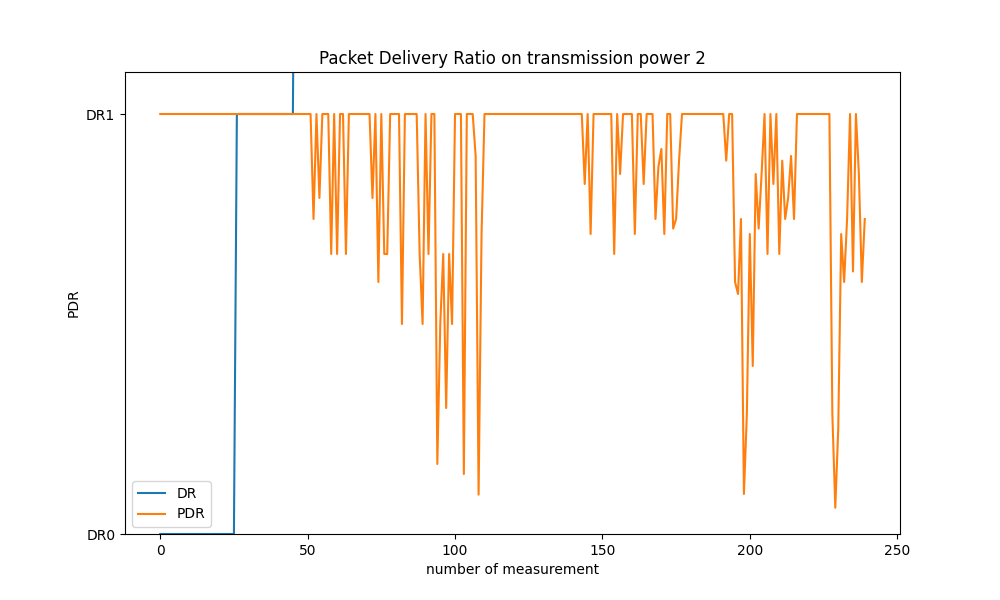 Packet Delivery Ratio on transmission power 2
DR1
PDR
DR0
DR
PDR
0
50
100
150
200
250
number of measurement